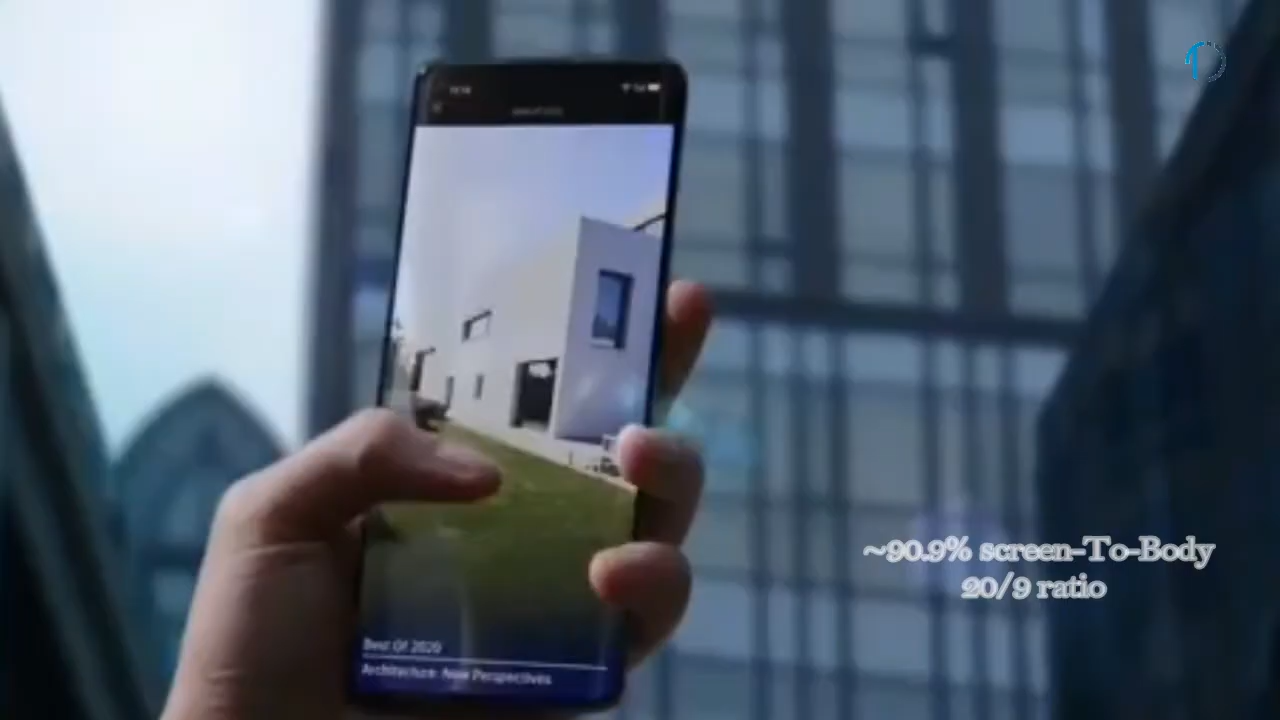 ~90.9% screen-To-Body
20/9 ratio
Best Of 2020
Architecture: New Perspectives